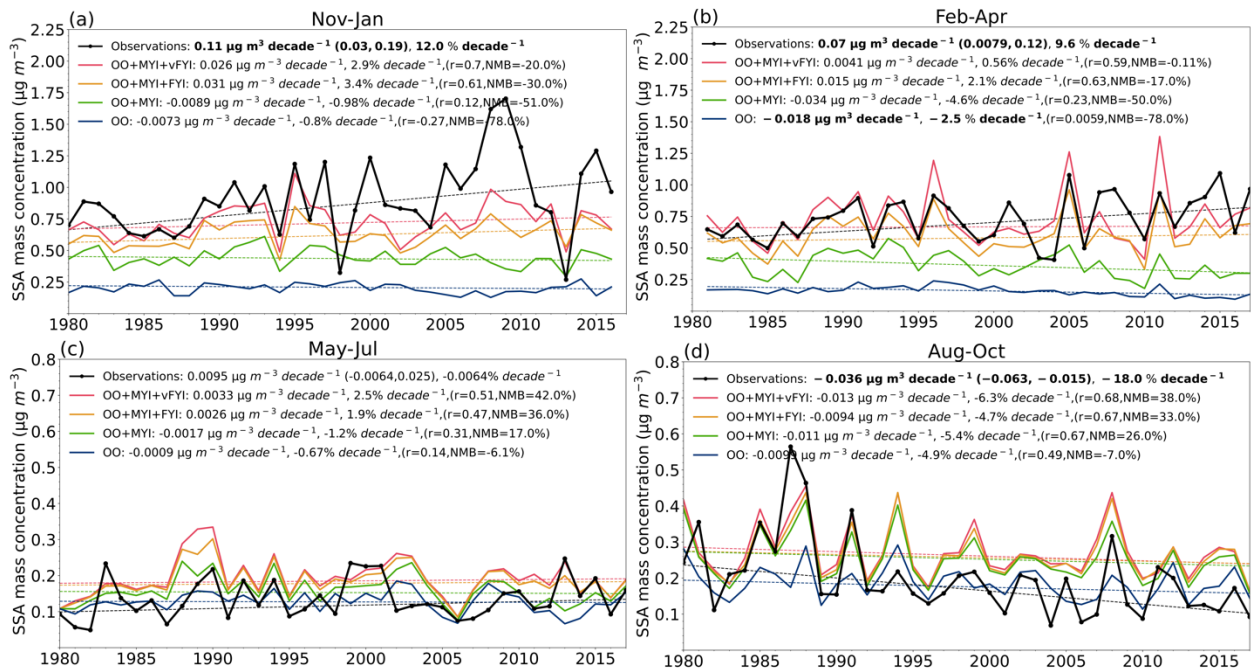 (a) Nov-Jan
SSA mass concentration (μg m⁻³)
2.25
2.00
1.75
1.50
1.25
1.00
0.75
0.50
0.25
Observations: 0.11 μg m³ decade⁻¹ (0.03, 0.19), 12.0 % decade⁻¹
OO+MYI+vFYI: 0.026 μg m⁻³ decade⁻¹, 2.9% decade⁻¹,(r=0.7,NMB=-20.0%)
OO+MYI+FYI: 0.031 μg m⁻³ decade⁻¹, 3.4% decade⁻¹,(r=0.61,NMB=-30.0%)
OO+MYI: -0.0089 μg m⁻³ decade⁻¹, -0.98% decade⁻¹,(r=0.12,NMB=-51.0%)
OO: -0.0073 μg m⁻³ decade⁻¹, -0.8% decade⁻¹,(r=-0.27,NMB=-78.0%)
1980 1985 1990 1995 2000 2005 2010 2015
(b) Feb-Apr
SSA mass concentration (μg m⁻³)
2.25
2.00
1.75
1.50
1.25
1.00
0.75
0.50
0.25
Observations: 0.07 μg m³ decade⁻¹ (0.0079, 0.12), 9.6 % decade⁻¹
OO+MYI+vFYI: 0.0041 μg m⁻³ decade⁻¹, 0.56% decade⁻¹,(r=0.59,NMB=-0.11%)
OO+MYI+FYI: 0.015 μg m⁻³ decade⁻¹, 2.1% decade⁻¹,(r=0.63,NMB=-17.0%)
OO+MYI: -0.034 μg m⁻³ decade⁻¹, -4.6% decade⁻¹,(r=0.23,NMB=-50.0%)
OO: −0.018 μg m³ decade⁻¹, −2.5 % decade⁻¹,(r=0.0059,NMB=-78.0%)
1980 1985 1990 1995 2000 2005 2010 2015
(c) May-Jul
SSA mass concentration (μg m⁻³)
0.8
0.7
0.6
0.5
0.4
0.3
0.2
0.1
Observations: 0.0095 μg m⁻³ decade⁻¹ (-0.0064,0.025), -0.0064% decade⁻¹
OO+MYI+vFYI: 0.0033 μg m⁻³ decade⁻¹, 2.5% decade⁻¹,(r=0.51,NMB=42.0%)
OO+MYI+FYI: 0.0026 μg m⁻³ decade⁻¹, 1.9% decade⁻¹,(r=0.47,NMB=36.0%)
OO+MYI: -0.0017 μg m⁻³ decade⁻¹, -1.2% decade⁻¹,(r=0.31,NMB=17.0%)
OO: -0.0009 μg m⁻³ decade⁻¹, -0.67% decade⁻¹,(r=0.14,NMB=-6.1%)
1980 1985 1990 1995 2000 2005 2010 2015
(d) Aug-Oct
SSA mass concentration (μg m⁻³)
0.8
0.7
0.6
0.5
0.4
0.3
0.2
0.1
Observations: −0.036 μg m³ decade⁻¹ (−0.063, −0.015), −18.0 % decade⁻¹
OO+MYI+vFYI: -0.013 μg m⁻³ decade⁻¹, -6.3% decade⁻¹,(r=0.68,NMB=38.0%)
OO+MYI+FYI: -0.0094 μg m⁻³ decade⁻¹, -4.7% decade⁻¹,(r=0.67,NMB=33.0%)
OO+MYI: -0.011 μg m⁻³ decade⁻¹, -5.4% decade⁻¹,(r=0.67,NMB=26.0%)
OO: μg m⁻³ decade⁻¹, -4.9% decade⁻¹,(r=0.49,NMB=-7.0%)
1980 1985 1990 1995 2000 2005 2010 2015